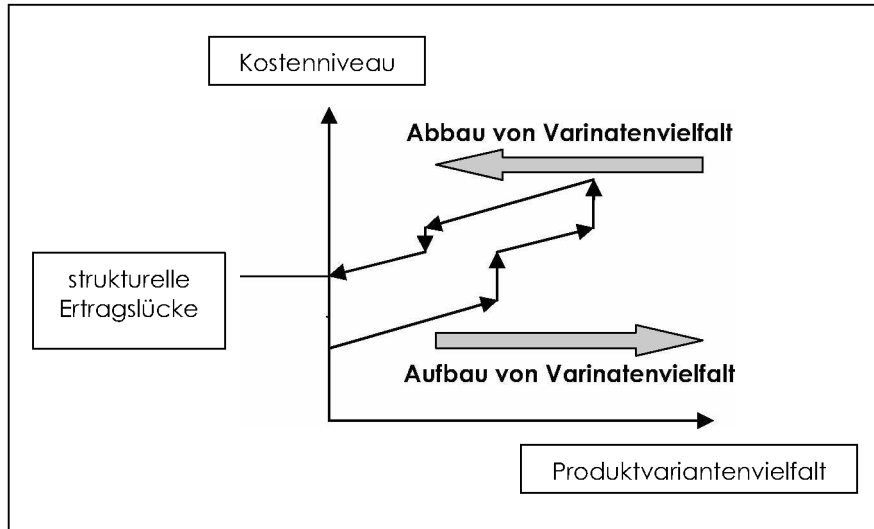 Kostenniveau
Abbau von Varinatenvielfalt
strukturelle
Ertragslücke
Aufbau von Varinatenvielfalt
Produktvariantenvielfalt